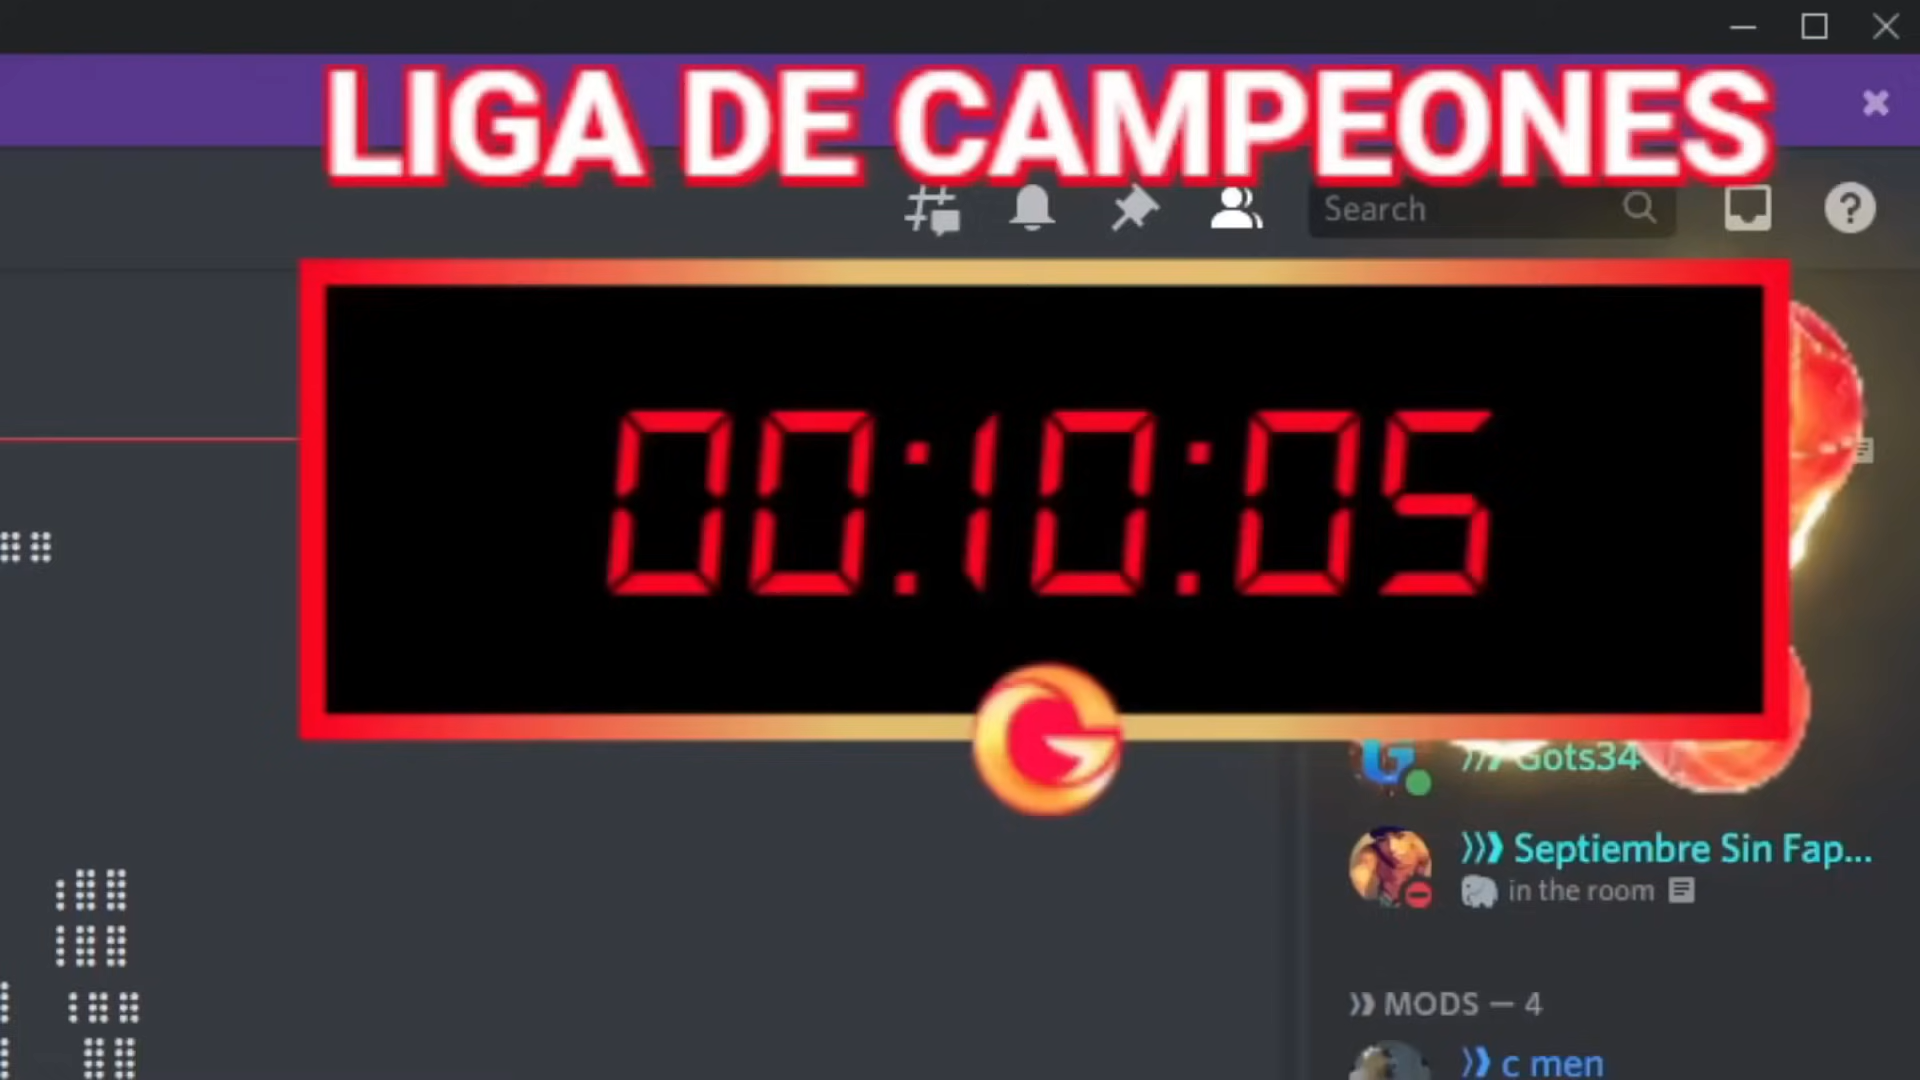 LIGA DE CAMPEONES
Search
00:10:05
Gots34
Septiembre Sin Fap...
in the room
MODS — 4
c men